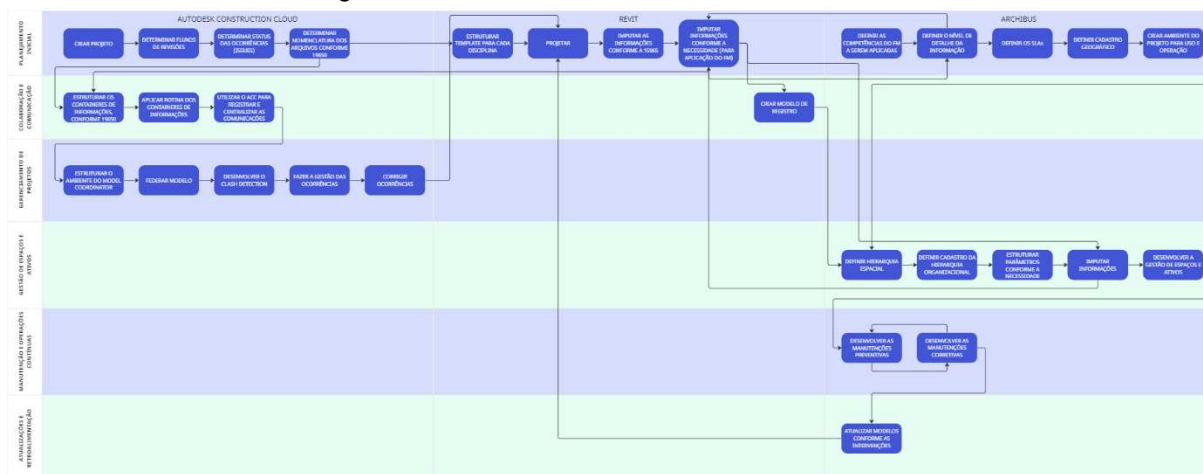 AUTODESK CONSTRUCTION CLOUD
REVIT
ARCHIBUS
PLANEJAMENTO
INICIAL
CRIAR PROJETO
DETERMINAR FLUXOS
DE REVISÕES
DETERMINAR STATUS
DAS OCORRÊNCIAS
(ISSUES)
DETERMINAR
NOMENCLATURA DOS
ARQUIVOS CONFORME
19650
ESTRUTURAR
TEMPLATE PARA CADA
DISCIPLINA
PROJETAR
IMPUTAR AS
INFORMAÇÕES
CONFORME A 15965
IMPUTAR
INFORMAÇÕES
CONFORME A
NECESSIDADE (PARA
APLICAÇÃO DO FM)
DEFINIR AS
COMPETÊNCIAS DO FM
A SEREM APLICADAS
DEFINIR O NÍVEL DE
DETALHE DA
INFORMAÇÃO
DEFINIR OS SLAs
DEFINIR CADASTRO
GEOGRÁFICO
CRIAR AMBIENTE DO
PROJETO PARA USO E
OPERAÇÃO
COLABORAÇÃO E
COMUNICAÇÃO
ESTRUTURAR OS
CONTAINERES DE
INFORMAÇÕES,
CONFORME 19650
APLICAR ROTINA DOS
CONTAINERES DE
INFORMAÇÕES
UTILIZAR O ACC PARA
REGISTRAR E
CENTRALIZAR AS
COMUNICAÇÕES
CRIAR MODELO DE
REGISTRO
GERENCIAMENTO DE
PROJETOS
ESTRUTURAR O
AMBIENTE DO MODEL
COORDINATOR
FEDERAR MODELO
DESENVOLVER O
CLASH DETECTION
FAZER A GESTÃO DAS
OCORRÊNCIAS
CORRIGIR
OCORRÊNCIAS
GESTÃO DE ESPAÇOS E
ATIVOS
DEFINIR HIERARQUIA
ESPACIAL
DEFINIR CADASTRO DA
HIERARQUIA
ORGANIZACIONAL
ESTRUTURAR
PARÂMETROS
CONFORME A
NECESSIDADE
IMPUTAR
INFORMAÇÕES
DESENVOLVER A
GESTÃO DE ESPAÇOS E
ATIVOS
MANUTENÇÃO E OPERAÇÕES
CONTÍNUAS
DESENVOLVER AS
MANUTENÇÕES
PREVENTIVAS
DESENVOLVER AS
MANUTENÇÕES
CORRETIVAS
ATUALIZAÇÕES E
RETROALIMENTAÇÃO
ATUALIZAR MODELOS
CONFORME AS
INTERVENÇÕES